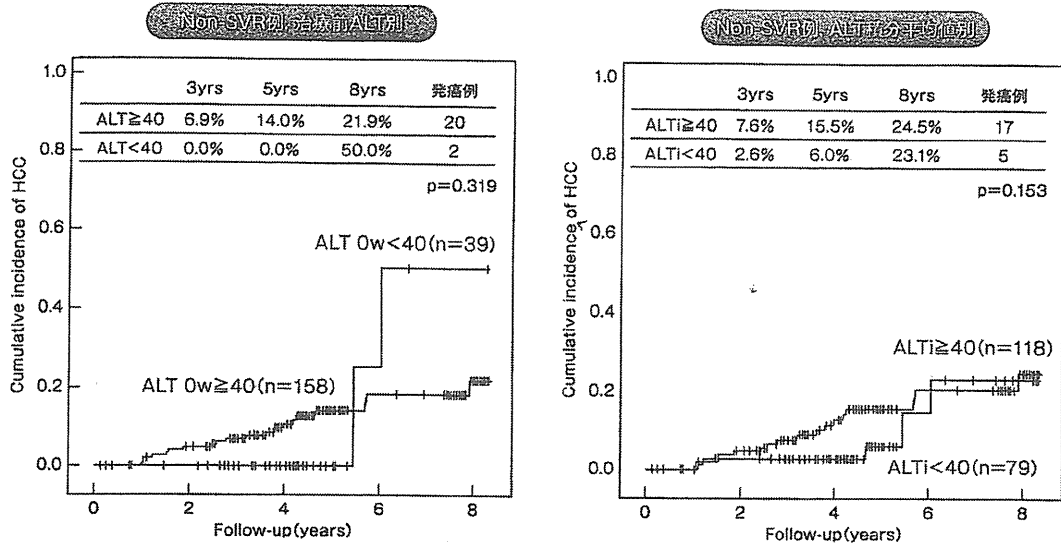 Non-SVR例 治療前ALT別
1.0
0.8
0.6
0.4
0.2
0.0
Cumulative incidence of HCC
3yrs 5yrs 8yrs 発癌例
ALT≧40 6.9% 14.0% 21.9% 20
ALT<40 0.0% 0.0% 50.0% 2
p=0.319
ALT 0w<40(n=39)
ALT 0w≧40(n=158)
0 2 4 6 8
Follow-up(years)
Non-SVR例 ALT積分平均値別
1.0
0.8
0.6
0.4
0.2
0.0
Cumulative incidence of HCC
3yrs 5yrs 8yrs 発癌例
ALTi≧40 7.6% 15.5% 24.5% 17
ALTi<40 2.6% 6.0% 23.1% 5
p=0.153
ALTi≧40(n=118)
ALTi<40(n=79)
0 2 4 6 8
Follow-up(years)